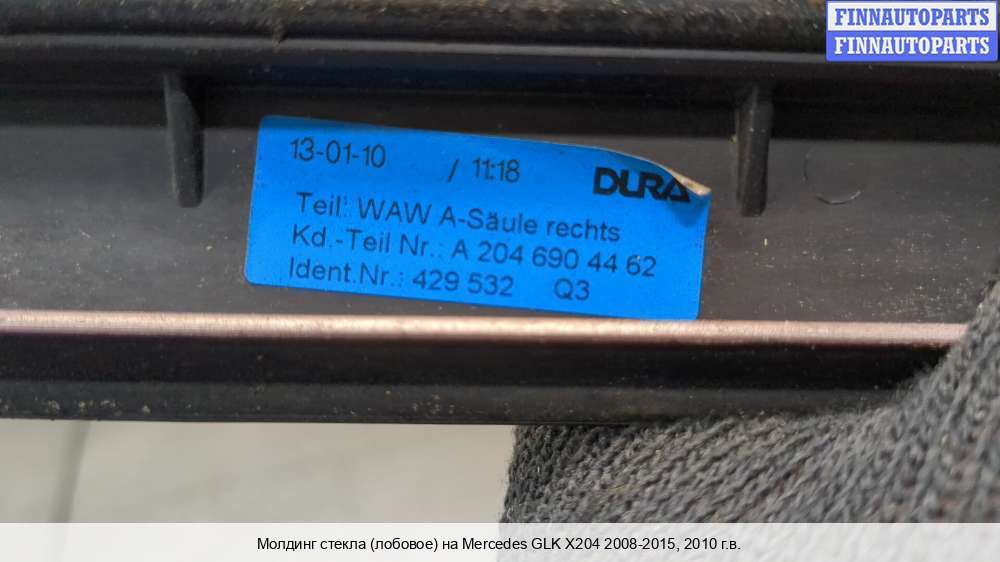 FINNAUTOPARTS
FINNAUTOPARTS
13-01-10 / 11:18 DURA
Teil: WAW A-Säule rechts
Kd.-Teil Nr.: A 204 690 44 62
Ident.Nr.: 429 532 Q3
Молдинг стекла (лобовое) на Mercedes GLK X204 2008-2015, 2010 г.в.